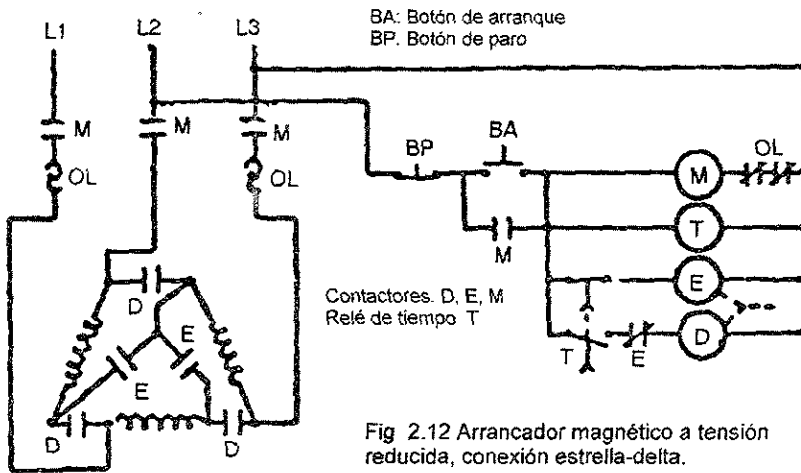 BA: Botón de arranque
BP. Botón de paro
L1 L2 L3
M M M
OL OL
BP BA OL
M
M
T
E
D
T E
Contactores. D, E, M
Relé de tiempo T
D
E E
D D
Fig 2.12 Arrancador magnético a tensión
reducida, conexión estrella-delta.